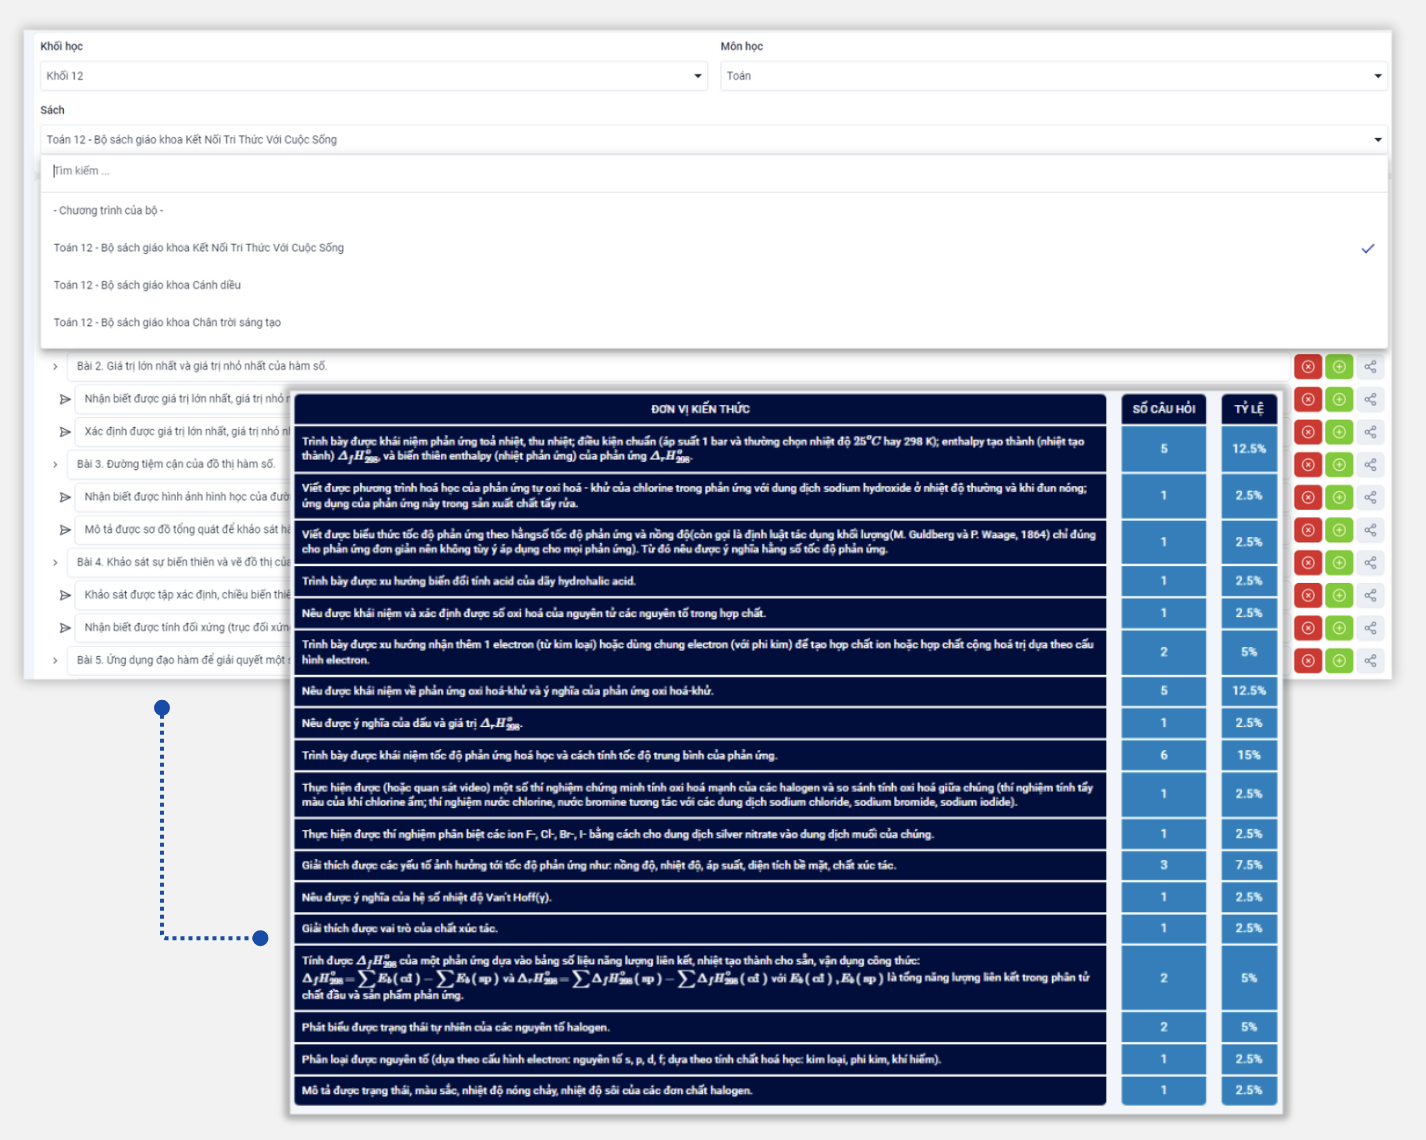 Khối học
Môn học
Khối 12
Toán
Sách
Toán 12 - Bộ sách giáo khoa Kết Nối Tri Thức Với Cuộc Sống
Tìm kiếm ...
- Chương trình của bộ -
Toán 12 - Bộ sách giáo khoa Kết Nối Tri Thức Với Cuộc Sống
Toán 12 - Bộ sách giáo khoa Cánh diều
Toán 12 - Bộ sách giáo khoa Chân trời sáng tạo
Bài 2. Giá trị lớn nhất và giá trị nhỏ nhất của hàm số.
Nhận biết được giá trị lớn nhất, giá trị nhỏ
Xác định được giá trị lớn nhất, giá trị nhỏ
Bài 3. Đường tiệm cận của đồ thị hàm số.
Nhận biết được hình ảnh hình học của
Mô tả được sơ đồ tổng quát để khảo sát
Bài 4. Khảo sát sự biến thiên và vẽ đồ thị của
Khảo sát được tập xác định, chiều biến
Nhận biết được tính đối xứng (trục đối
Bài 5. Ứng dụng đạo hàm để giải quyết một
ĐƠN VỊ KIẾN THỨC SỐ CÂU HỎI TỶ LỆ
Trình bày được khái niệm phản ứng toả nhiệt, thu nhiệt; điều kiện chuẩn (áp suất 1 bar và thường chọn nhiệt độ 25°C hay 298 K); enthalpy tạo thành (nhiệt tạo
thành) Δ_fH°_298, và biến thiên enthalpy (nhiệt phản ứng) của phản ứng Δ_rH°_298.
5 12.5%
Viết được phương trình hoá học của phản ứng tự oxi hoá - khử của chlorine trong phản ứng với dung dịch sodium hydroxide ở nhiệt độ thường và khi đun nóng;
ứng dụng của phản ứng này trong sản xuất chất tẩy rửa.
1 2.5%
Viết được biểu thức tốc độ phản ứng theo hằngsố tốc độ phản ứng và nồng độ(còn gọi là định luật tác dụng khối lượng(M. Guldberg và P. Waage, 1864) chỉ đúng
cho phản ứng đơn giản nên không tùy ý áp dụng cho mọi phản ứng). Từ đó nêu được ý nghĩa hằng số tốc độ phản ứng.
1 2.5%
Trình bày được xu hướng biến đổi tính acid của dãy hydrohalic acid. 1 2.5%
Nêu được khái niệm và xác định được số oxi hoá của nguyên tử các nguyên tố trong hợp chất. 1 2.5%
Trình bày được xu hướng nhận thêm 1 electron (từ kim loại) hoặc dùng chung electron (với phi kim) để tạo hợp chất ion hoặc hợp chất cộng hoá trị dựa theo cấu
hình electron.
2 5%
Nêu được khái niệm về phản ứng oxi hoá-khử và ý nghĩa của phản ứng oxi hoá-khử. 5 12.5%
Nêu được ý nghĩa của dấu và giá trị Δ_rH°_298. 1 2.5%
Trình bày được khái niệm tốc độ phản ứng hoá học và cách tính tốc độ trung bình của phản ứng. 6 15%
Thực hiện được (hoặc quan sát video) một số thí nghiệm chứng minh tính oxi hoá mạnh của các halogen và so sánh tính oxi hoá giữa chúng (thí nghiệm tính tẩy
màu của khí chlorine ẩm; thí nghiệm nước chlorine, nước bromine tương tác với các dung dịch sodium chloride, sodium bromide, sodium iodide).
1 2.5%
Thực hiện được thí nghiệm phân biệt các ion F-, Cl-, Br-, I- bằng cách cho dung dịch silver nitrate vào dung dịch muối của chúng. 1 2.5%
Giải thích được các yếu tố ảnh hưởng tới tốc độ phản ứng như: nồng độ, nhiệt độ, áp suất, diện tích bề mặt, chất xúc tác. 3 7.5%
Nêu được ý nghĩa của hệ số nhiệt độ Van't Hoff(γ). 1 2.5%
Giải thích được vai trò của chất xúc tác. 1 2.5%
Tính được Δ_fH°_298 của một phản ứng dựa vào bảng số liệu năng lượng liên kết, nhiệt tạo thành cho sẵn, vận dụng công thức:
Δ_fH°_298 = ∑E_b(cđ) − ∑E_b(sp) và Δ_rH°_298 = ∑Δ_fH°_298(sp) − ∑Δ_fH°_298(cđ) với E_b(cđ), E_b(sp) là tổng năng lượng liên kết trong phân tử
chất đầu và sản phẩm phản ứng.
2 5%
Phát biểu được trạng thái tự nhiên của các nguyên tố halogen. 2 5%
Phân loại được nguyên tố (dựa theo cấu hình electron: nguyên tố s, p, d, f; dựa theo tính chất hoá học: kim loại, phi kim, khí hiếm). 1 2.5%
Mô tả được trạng thái, màu sắc, nhiệt độ nóng chảy, nhiệt độ sôi của các đơn chất halogen. 1 2.5%